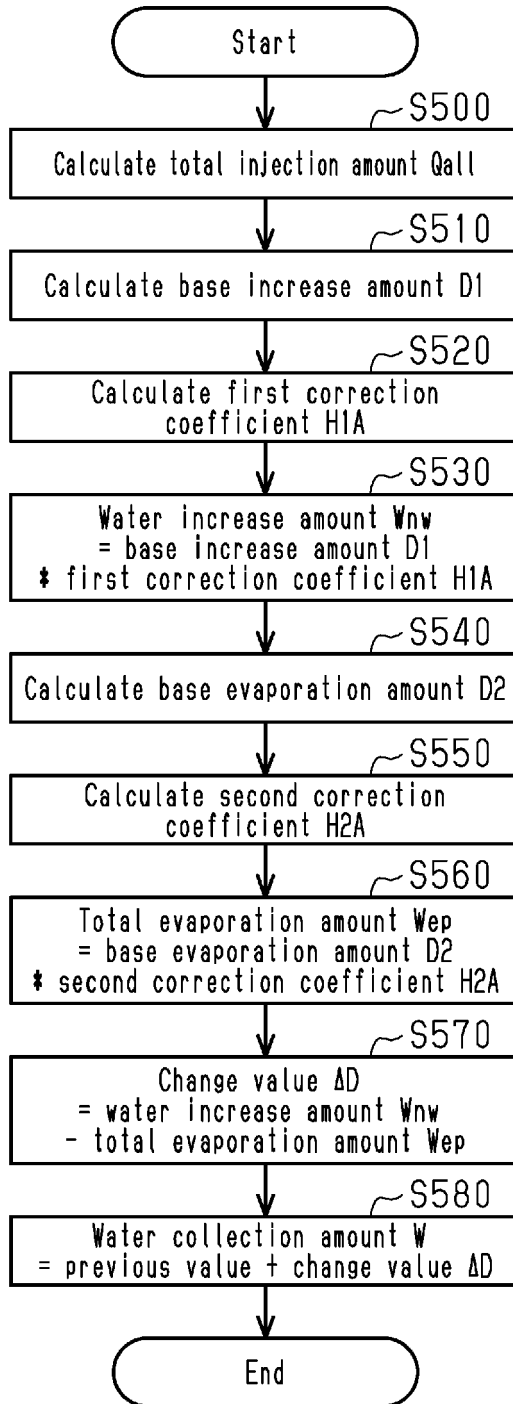 Start
S500
Calculate total injection amount Qall
S510
Calculate base increase amount D1
S520
Calculate first correction
coefficient H1A
S530
Water increase amount Wnw
= base increase amount D1
* first correction coefficient H1A
S540
Calculate base evaporation amount D2
S550
Calculate second correction
coefficient H2A
S560
Total evaporation amount Wep
= base evaporation amount D2
* second correction coefficient H2A
S570
Change value ΔD
= water increase amount Wnw
- total evaporation amount Wep
S580
Water collection amount W
= previous value + change value ΔD
End